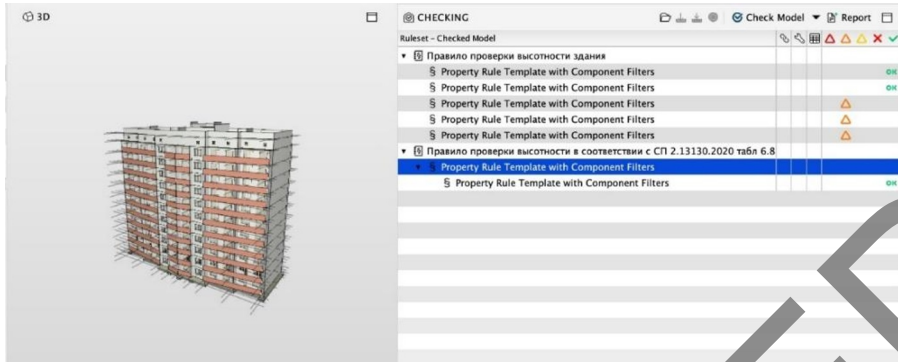 3D
CHECKING
Check Model
Report
Ruleset – Checked Model
Правило проверки высотности здания
§ Property Rule Template with Component Filters
OK
§ Property Rule Template with Component Filters
OK
§ Property Rule Template with Component Filters
§ Property Rule Template with Component Filters
§ Property Rule Template with Component Filters
Правило проверки высотности в соответствии с СП 2.13130.2020 табл 6.8
§ Property Rule Template with Component Filters
§ Property Rule Template with Component Filters
OK